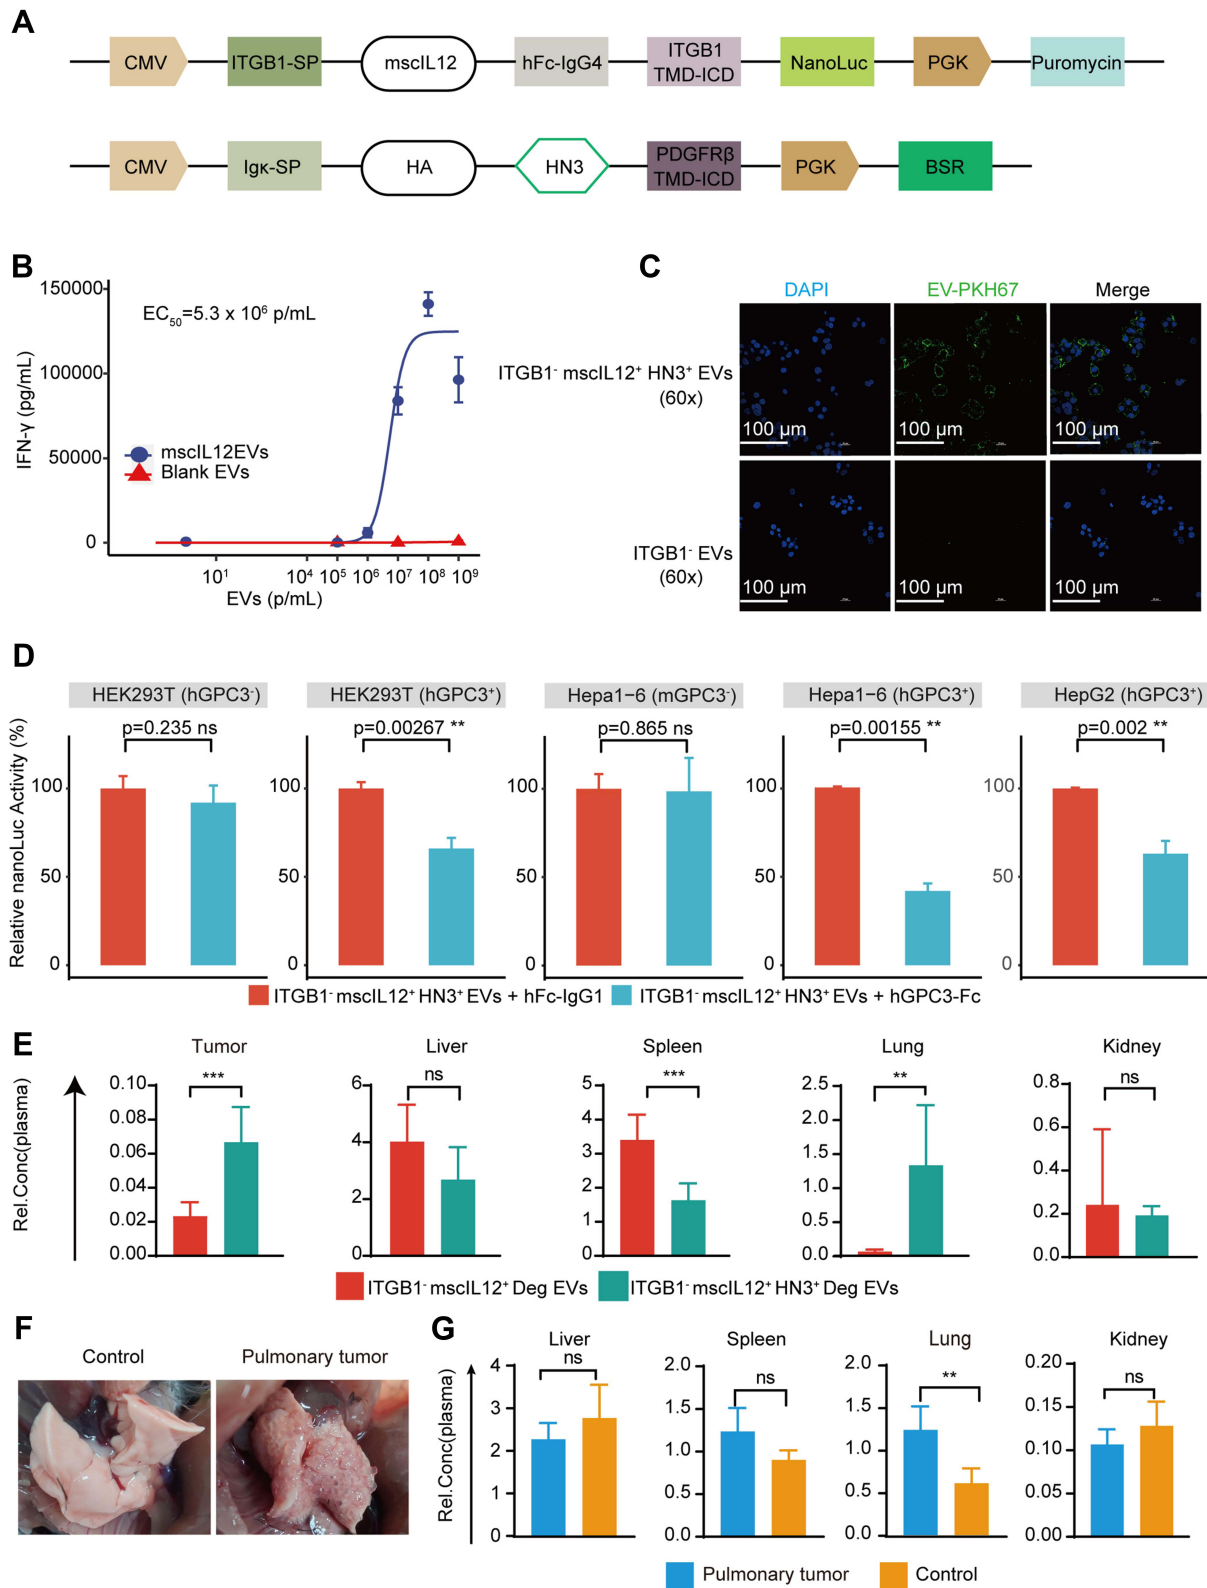 A
CMV ITGB1-SP mscIL12 hFc-IgG4 ITGB1 TMD-ICD NanoLuc PGK Puromycin
CMV Igκ-SP HA HN3 PDGFRβ TMD-ICD PGK BSR
B
150000
100000
50000
0
IFN-γ (pg/mL)
EC50=5.3 x 10⁶ p/mL
mscIL12EVs
Blank EVs
10¹ 10⁴ 10⁵ 10⁶ 10⁷ 10⁸ 10⁹
EVs (p/mL)
C
DAPI EV-PKH67 Merge
ITGB1⁻ mscIL12⁺ HN3⁺ EVs
(60x)
100 µm 100 µm 100 µm
ITGB1⁻ EVs
(60x)
100 µm 100 µm 100 µm
D
HEK293T (hGPC3⁻) HEK293T (hGPC3⁺) Hepa1−6 (mGPC3⁻) Hepa1−6 (hGPC3⁺) HepG2 (hGPC3⁺)
p=0.235 ns p=0.00267 ** p=0.865 ns p=0.00155 ** p=0.002 **
Relative nanoLuc Activity (%)
100 100 100 100 100
50 50 50 50 50
0 0 0 0 0
ITGB1⁻ mscIL12⁺ HN3⁺ EVs + hFc-IgG1 ITGB1⁻ mscIL12⁺ HN3⁺ EVs + hGPC3-Fc
E
Tumor Liver Spleen Lung Kidney
Rel.Conc(plasma)
*** ns *** ** ns
0.10 6 5 2.5 0.8
0.08 4 4 2.0 0.6
0.06 2 3 1.5 0.4
0.04 0 2 1.0 0.2
0.02 1 0.5 0.0
0.00 0 0.0
ITGB1⁻ mscIL12⁺ Deg EVs ITGB1⁻ mscIL12⁺ HN3⁺ Deg EVs
F
Control Pulmonary tumor
G
Liver Spleen Lung Kidney
Rel.Conc(plasma)
ns ns ** ns
4 2.0 2.0 0.20
3 1.5 1.5 0.15
2 1.0 1.0 0.10
1 0.5 0.5 0.05
0 0.0 0.0 0.00
Pulmonary tumor Control